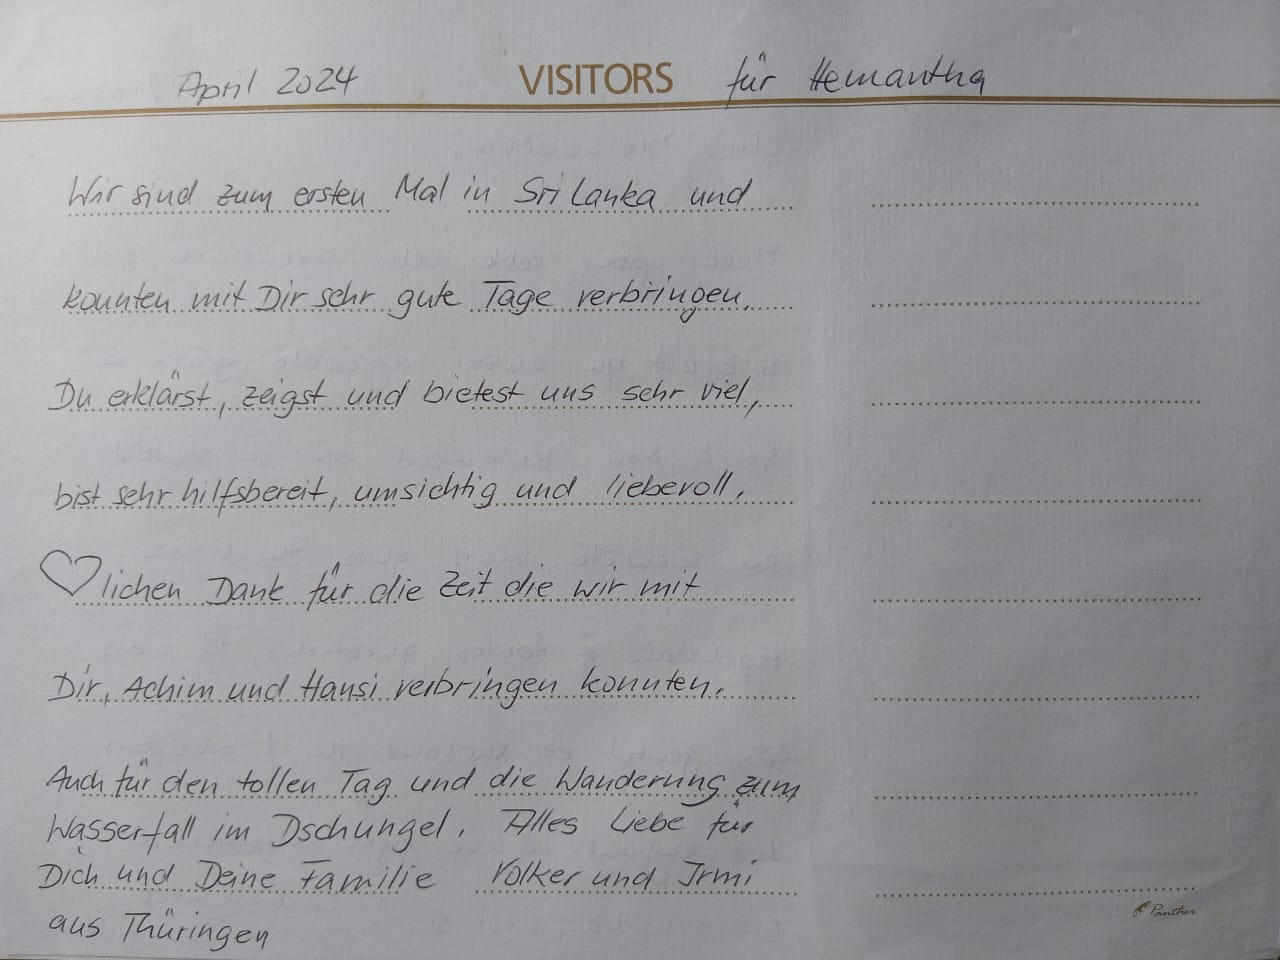 April 2024 VISITORS für Hemantha
Wir sind zum ersten Mal in Sri Lanka und
konnten mit Dir sehr gute Tage verbringen.
Du erklärst, zeigst und bietest uns sehr viel,
bist sehr hilfsbereit, umsichtig und liebevoll.
♡lichen Dank für die Zeit die wir mit
Dir, Achim und Hansi verbringen konnten.
Auch für den tollen Tag und die Wanderung zum
Wasserfall im Dschungel. Alles Liebe für
Dich und Deine Familie Volker und Irmi
aus Thüringen
Panther